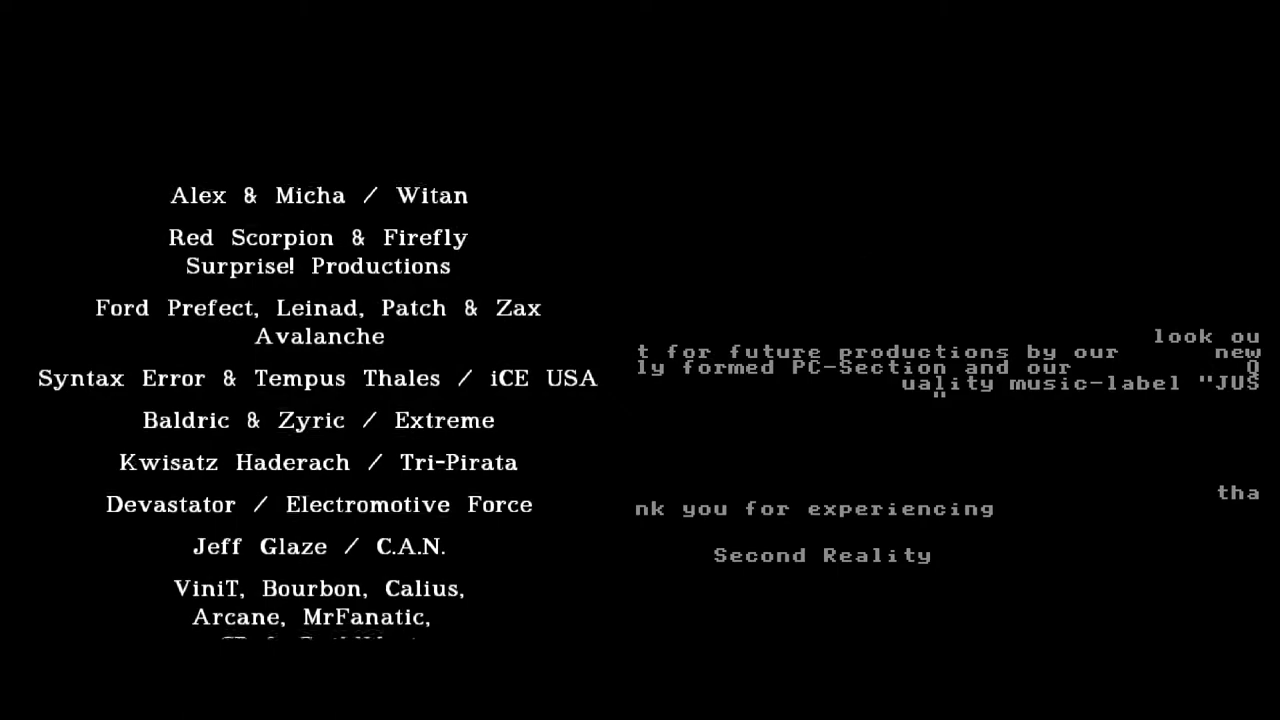 Alex & Micha / Witan
Red Scorpion & Firefly
Surprise! Productions
Ford Prefect, Leinad, Patch & Zax
Avalanche
Syntax Error & Tempus Thales / iCE USA
Baldric & Zyric / Extreme
Kwisatz Haderach / Tri-Pirata
Devastator / Electromotive Force
Jeff Glaze / C.A.N.
ViniT, Bourbon, Calius,
Arcane, MrFanatic,
look ou
t for future productions by our new
ly formed PC-Section and our Q
uality music-label "JUS
"
tha
nk you for experiencing
Second Reality